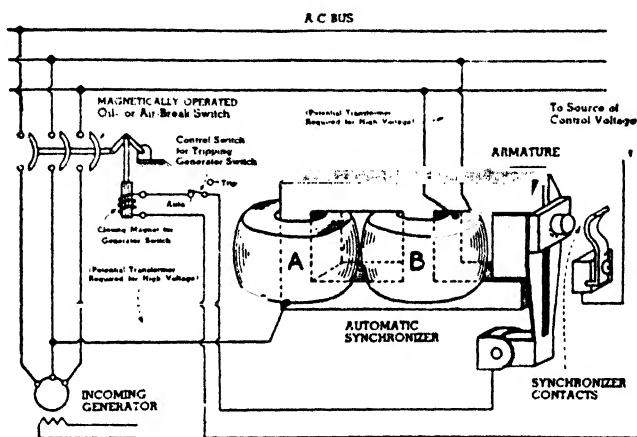 A C BUS
MAGNETICALLY OPERATED
Oil- or Air-Break Switch
(Potential Transformer
Required for High Voltage)
To Source of
Control Voltage
Control Switch
for Tripping
Generator Switch
ARMATURE
Trip
Auto
Closing Magnet for
Generator Switch
A
B
(Potential Transformer
Required for High Voltage)
AUTOMATIC
SYNCHRONIZER
INCOMING
GENERATOR
SYNCHRONIZER
CONTACTS